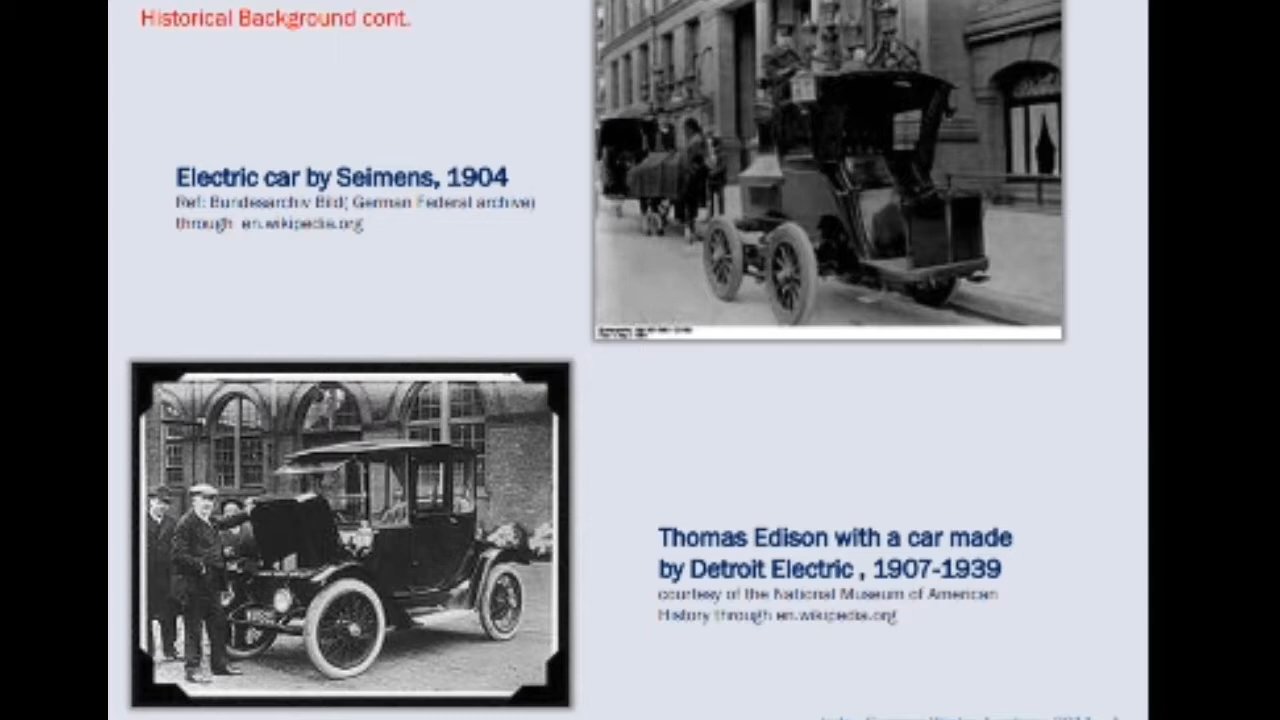 Historical Background cont.
Electric car by Seimens, 1904
Ref: Bundesarchiv Bild( German Federal archive)
through en.wikipedia.org
Thomas Edison with a car made
by Detroit Electric , 1907-1939
courtesy of the National Museum of American
History through en.wikipedia.org